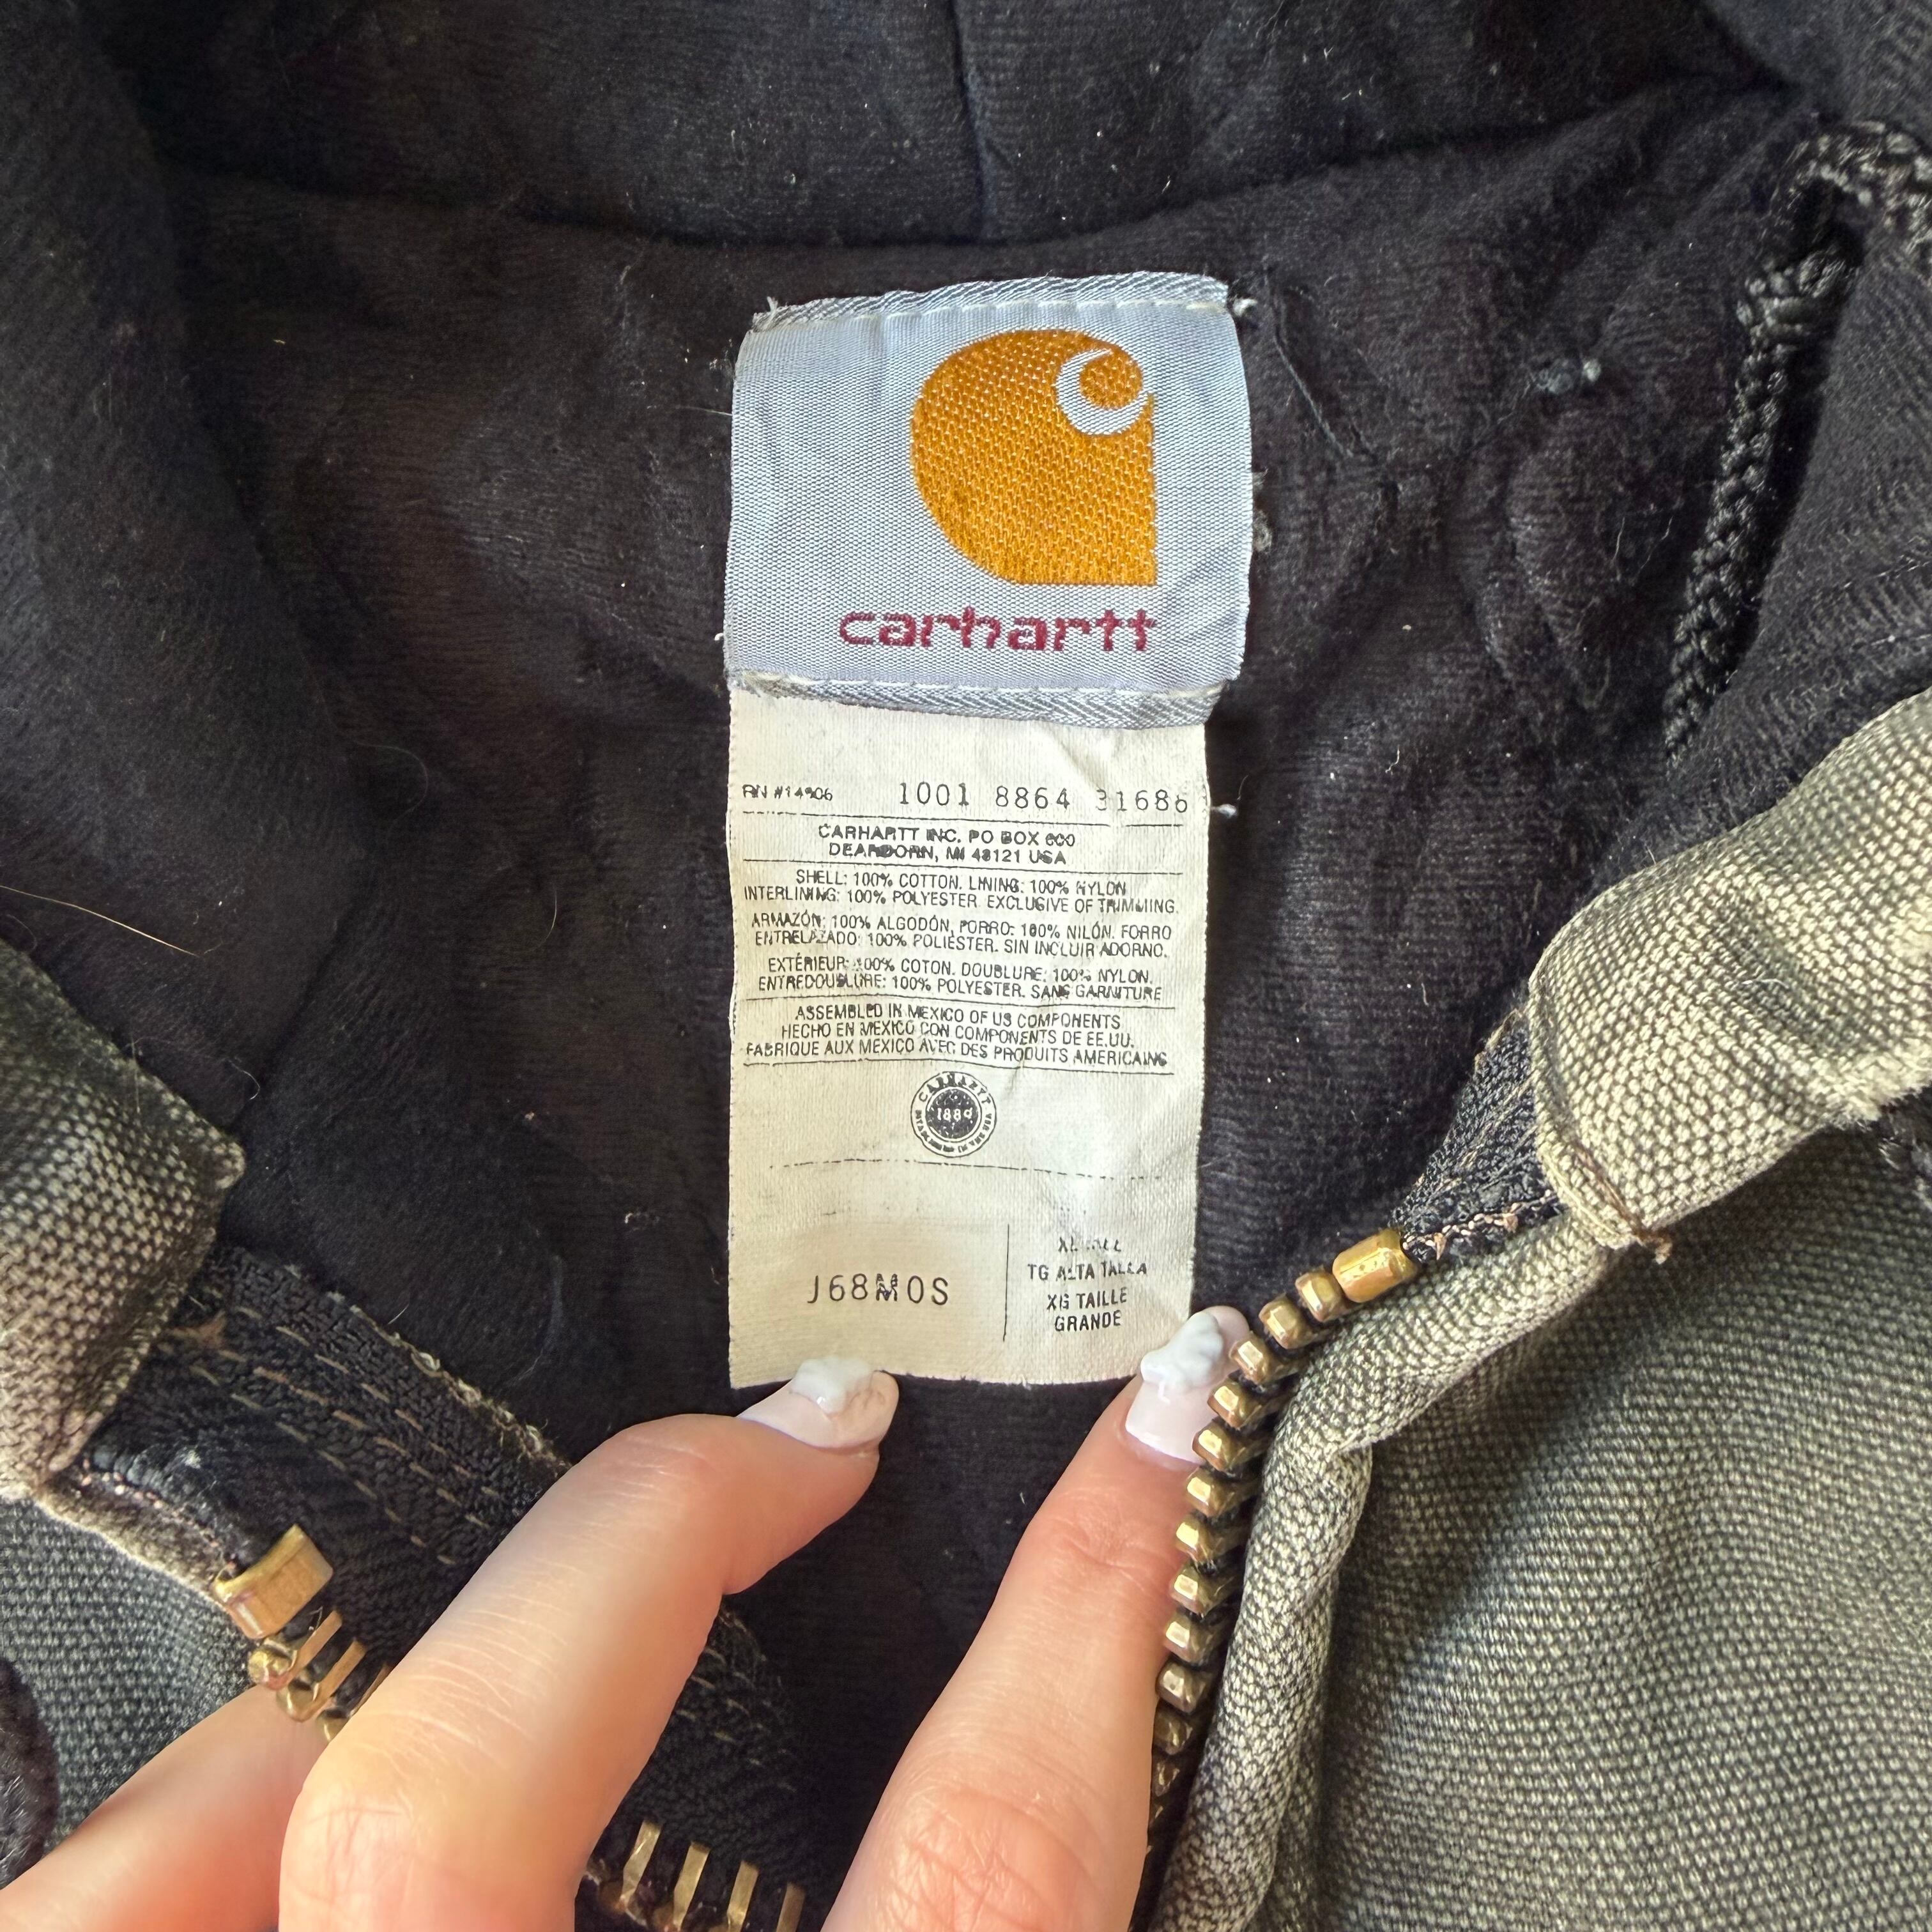 carhartt
RN #14806 1001 8864 31686
CARHARTT INC. PO BOX 600
DEARBORN, MI 48121 USA
SHELL: 100% COTTON. LINING: 100% NYLON
INTERLINING: 100% POLYESTER. EXCLUSIVE OF TRIMMING.
ARMAZÓN: 100% ALGODÓN, FORRO: 100% NILÓN. FORRO
ENTRELAZADO: 100% POLIÉSTER. SIN INCLUIR ADORNO.
EXTÉRIEUR: 100% COTON. DOUBLURE: 100% NYLON.
ENTREDOUBLURE: 100% POLYESTER. SANS GARNITURE
ASSEMBLED IN MEXICO OF US COMPONENTS
HECHO EN MEXICO CON COMPONENTS DE EE.UU.
FABRIQUE AUX MEXICO AVEC DES PRODUITS AMERICAINS
CARHARTT
1889
J68MOS
XL TALL
TG ALTA TALLA
XG TAILLE
GRANDE